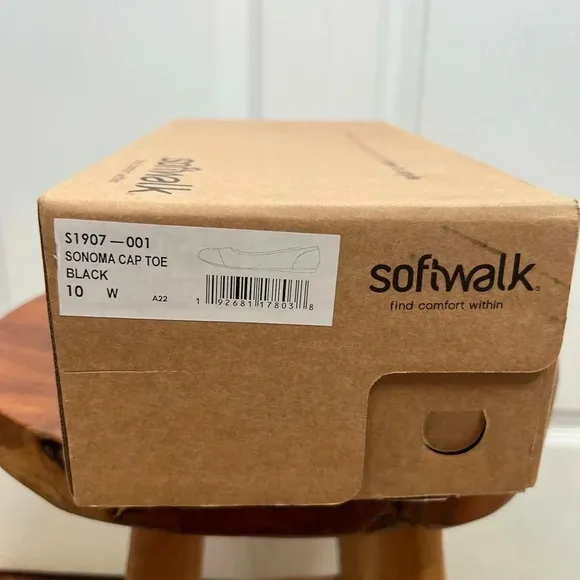 softwalk
S1907—001
SONOMA CAP TOE
BLACK
10 W A22
1 92681 17803 8
softwalk
find comfort within